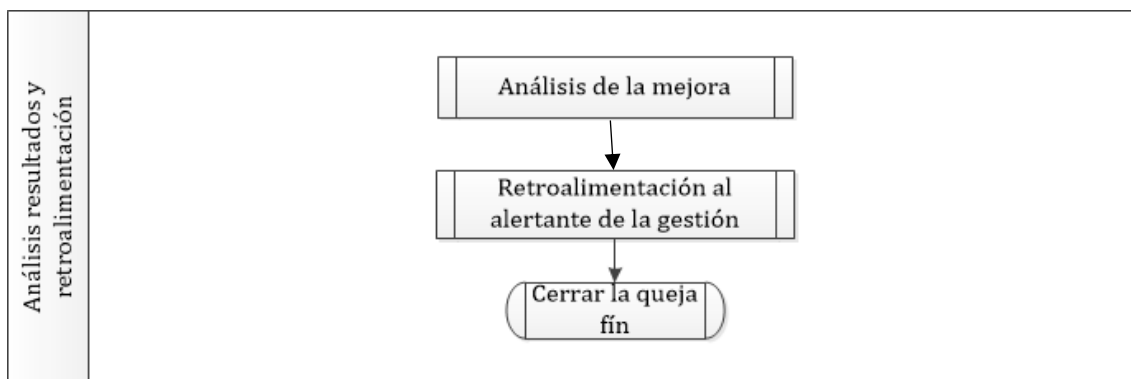 Análisis resultados y
retroalimentación
Análisis de la mejora
Retroalimentación al
alertante de la gestión
Cerrar la queja
fín